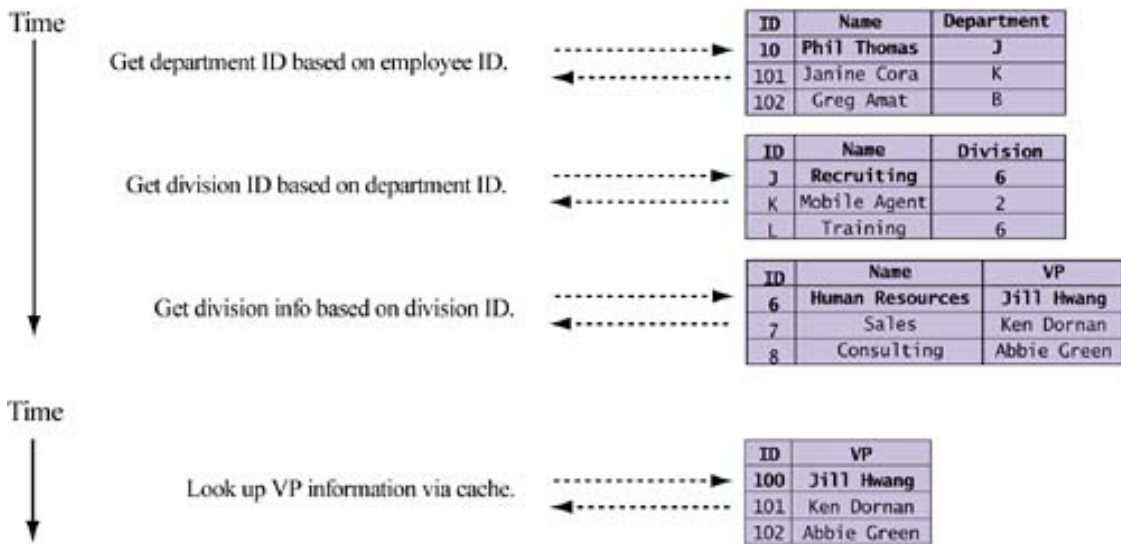 Time
Get department ID based on employee ID.
ID Name Department
10 Phil Thomas J
101 Janine Cora K
102 Greg Amat B
Get division ID based on department ID.
ID Name Division
J Recruiting 6
K Mobile Agent 2
L Training 6
Get division info based on division ID.
ID Name VP
6 Human Resources Jill Hwang
7 Sales Ken Dornan
8 Consulting Abbie Green
Time
Look up VP information via cache.
ID VP
100 Jill Hwang
101 Ken Dornan
102 Abbie Green